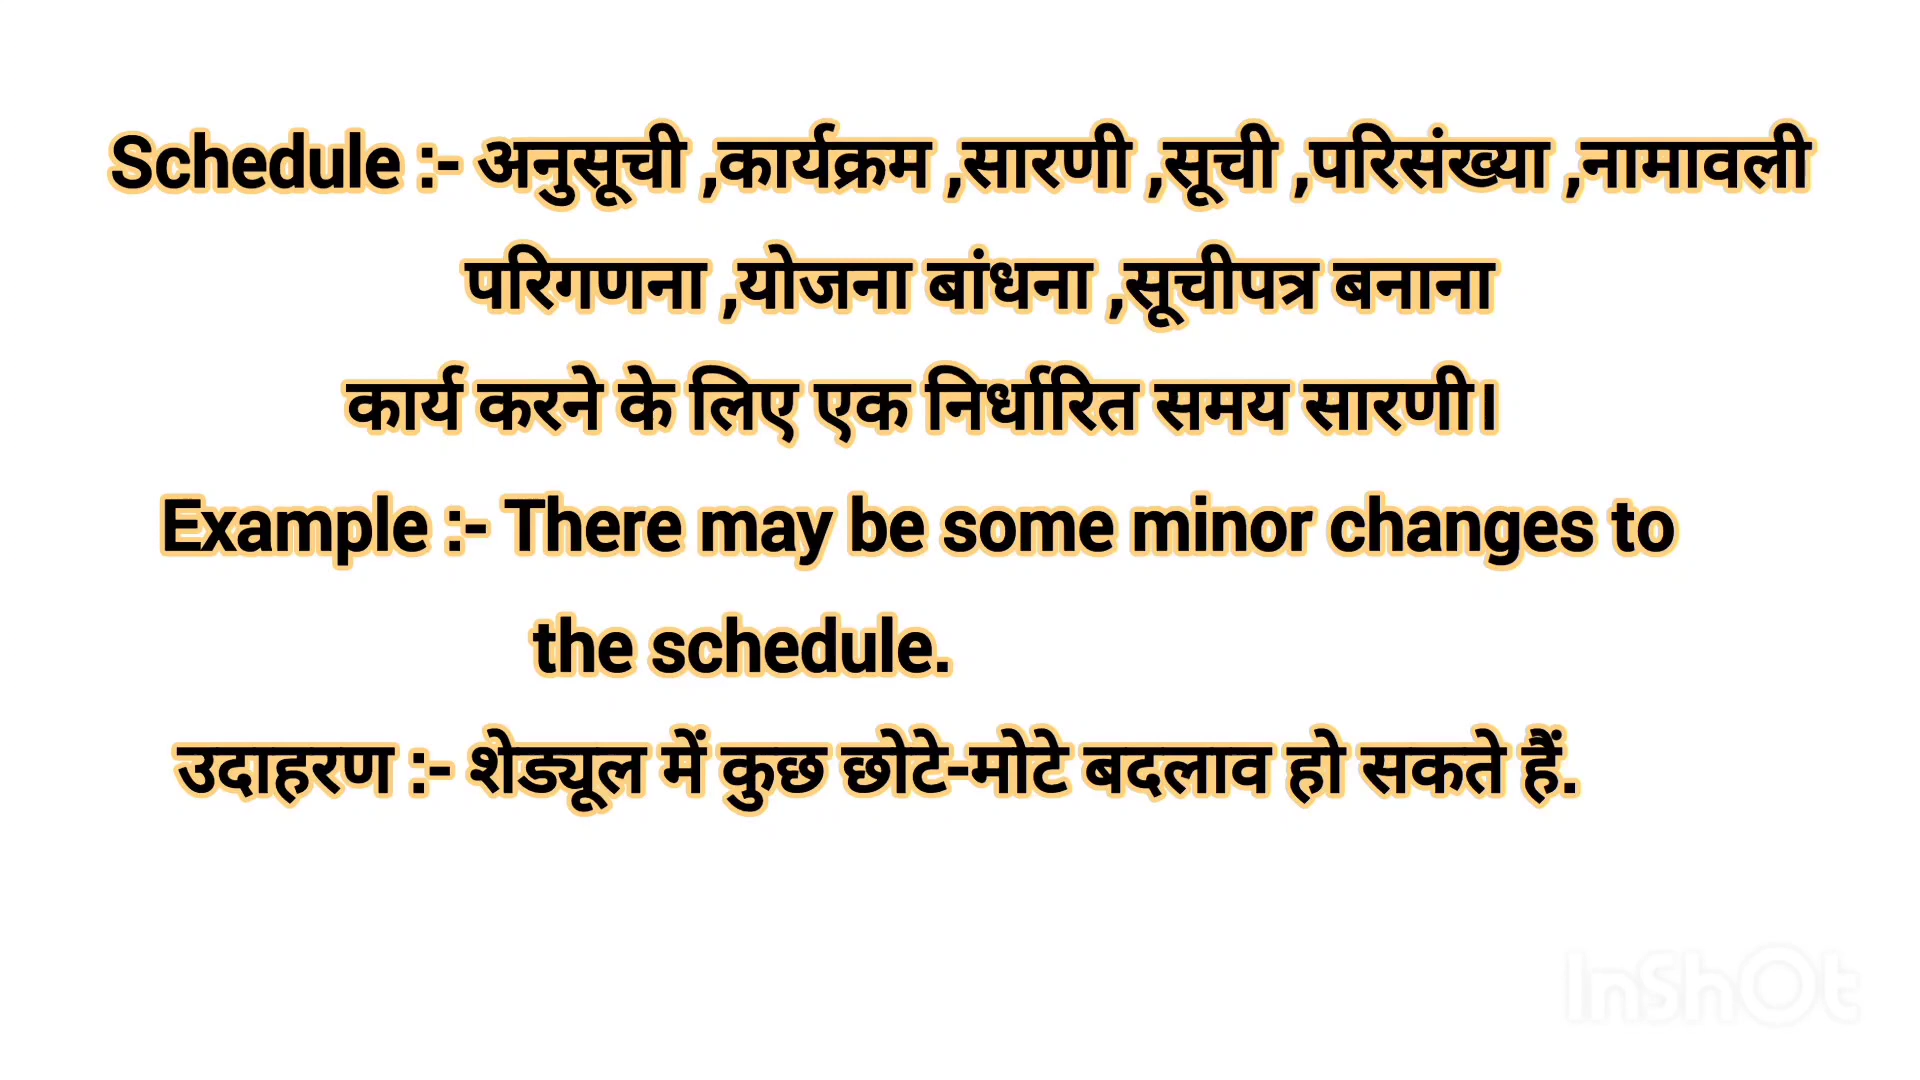 Schedule :- अनुसूची ,कार्यक्रम ,सारणी ,सूची ,परिसंख्या ,नामावली
परिगणना ,योजना बांधना ,सूचीपत्र बनाना
कार्य करने के लिए एक निर्धारित समय सारणी।
Example :- There may be some minor changes to
the schedule.
उदाहरण :- शेड्यूल में कुछ छोटे-मोटे बदलाव हो सकते हैं.
InShOt